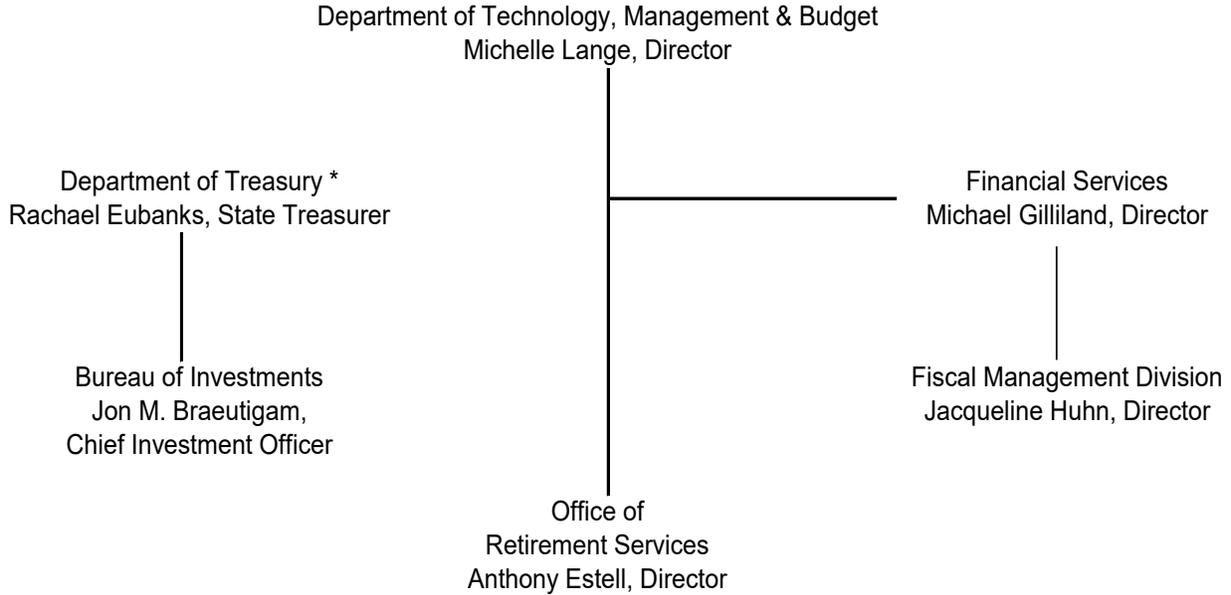 Department of Technology, Management & Budget
Michelle Lange, Director
Department of Treasury *
Rachael Eubanks, State Treasurer
Financial Services
Michael Gilliland, Director
Bureau of Investments
Jon M. Braeutigam,
Chief Investment Officer
Fiscal Management Division
Jacqueline Huhn, Director
Office of
Retirement Services
Anthony Estell, Director